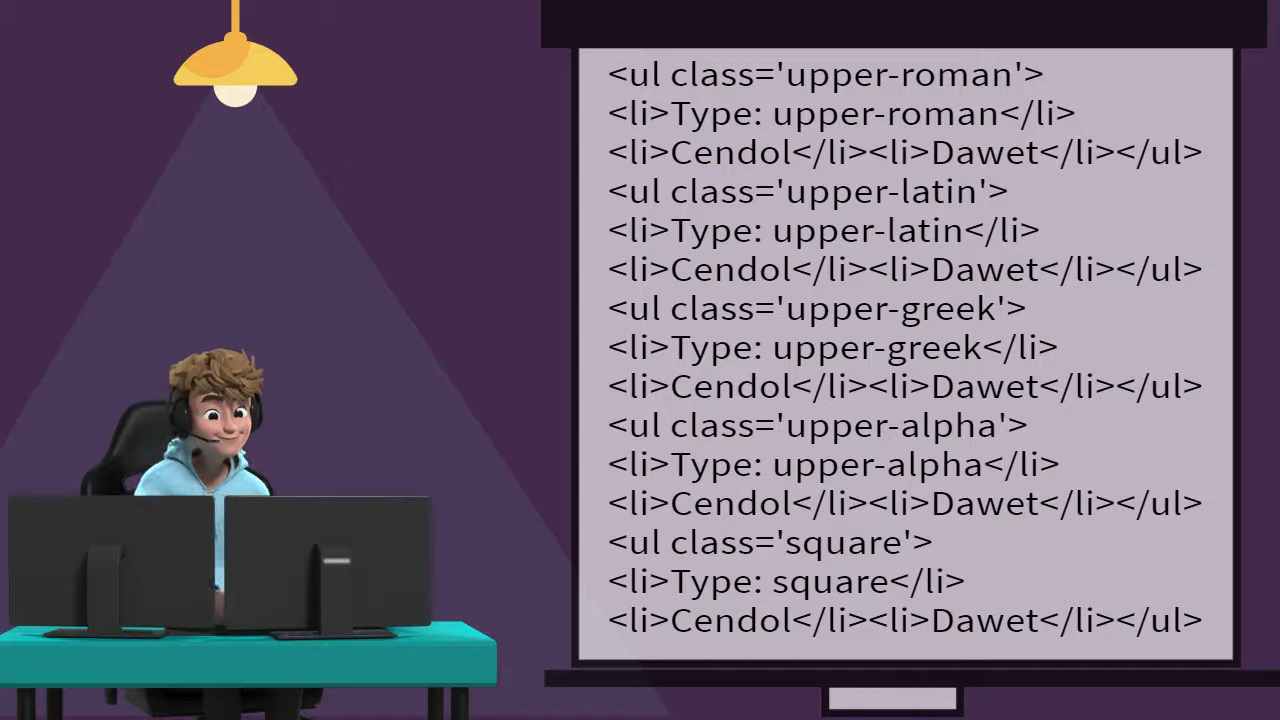 <ul class='upper-roman'>
<li>Type: upper-roman</li>
<li>Cendol</li><li>Dawet</li></ul>
<ul class='upper-latin'>
<li>Type: upper-latin</li>
<li>Cendol</li><li>Dawet</li></ul>
<ul class='upper-greek'>
<li>Type: upper-greek</li>
<li>Cendol</li><li>Dawet</li></ul>
<ul class='upper-alpha'>
<li>Type: upper-alpha</li>
<li>Cendol</li><li>Dawet</li></ul>
<ul class='square'>
<li>Type: square</li>
<li>Cendol</li><li>Dawet</li></ul>